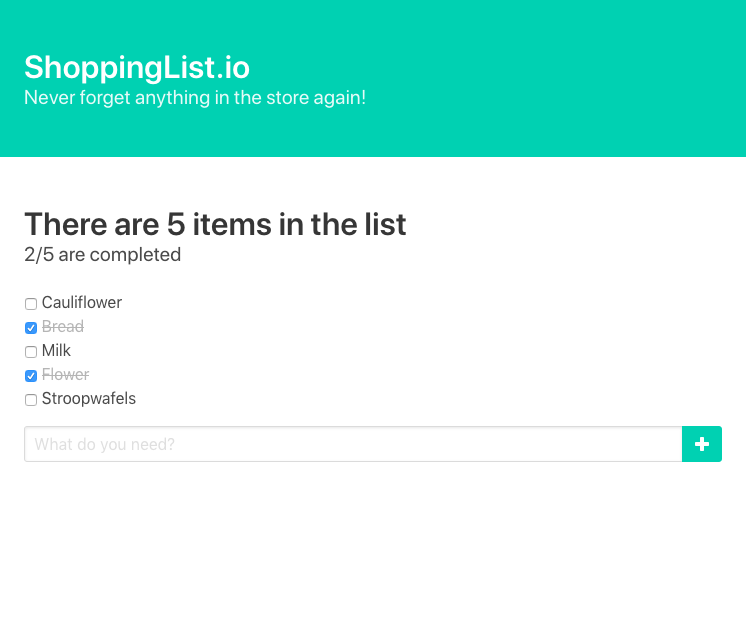 ShoppingList.io
Never forget anything in the store again!
There are 5 items in the list
2/5 are completed
Cauliflower
Bread
Milk
Flower
Stroopwafels
What do you need?